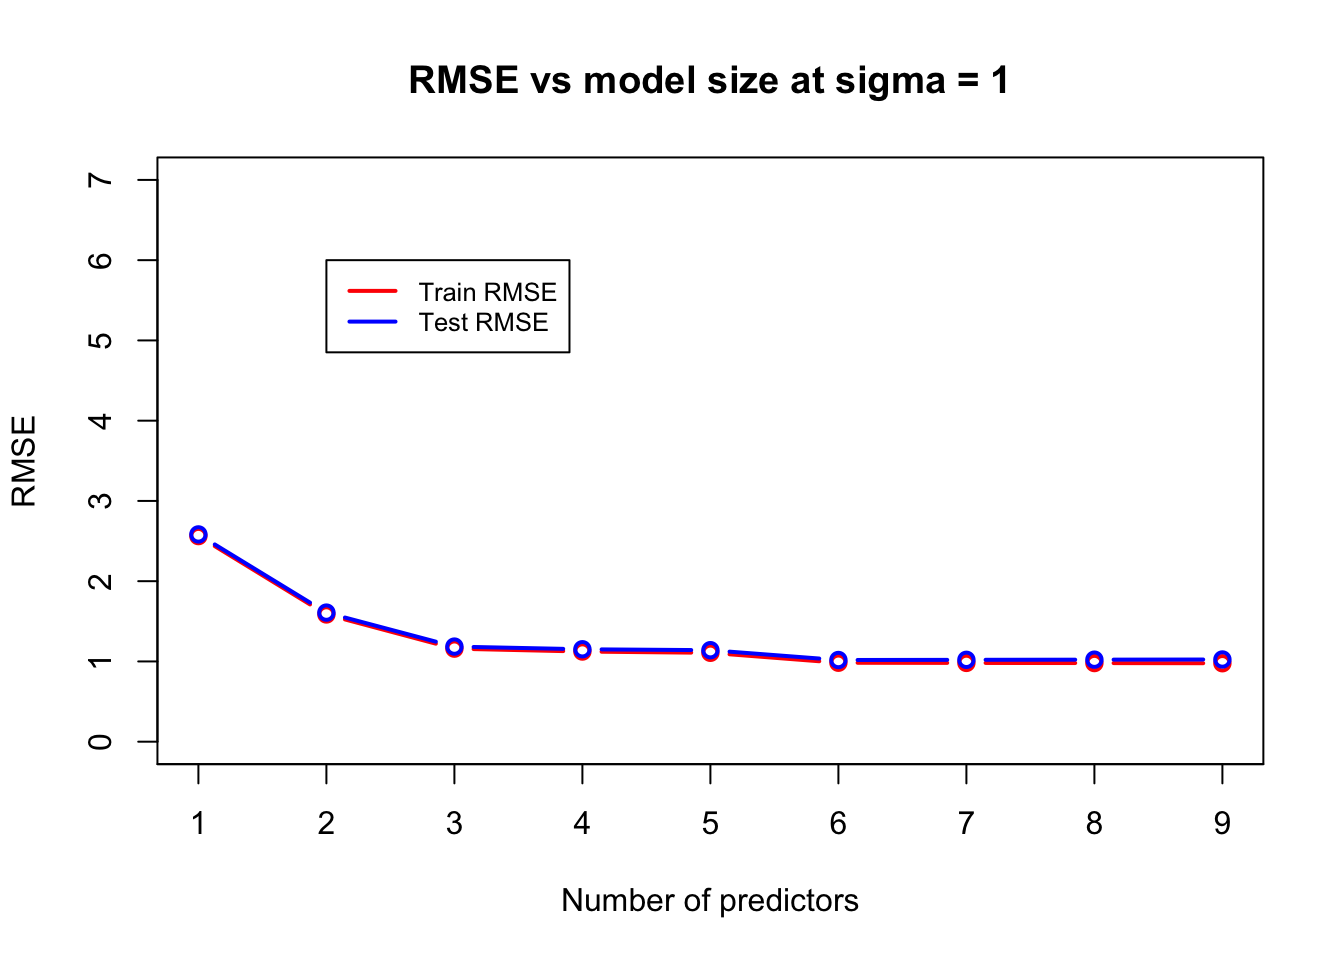 RMSE vs model size at sigma = 1
7
6
5
4
3
2
1
0
RMSE
Train RMSE
Test RMSE
1 2 3 4 5 6 7 8 9
Number of predictors